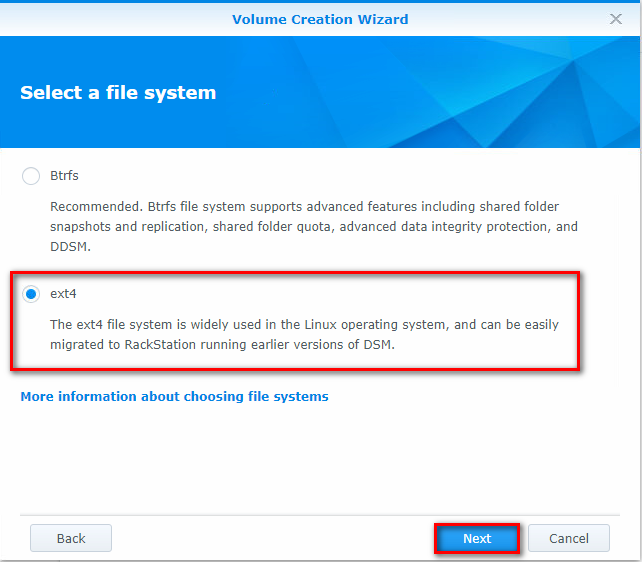 Volume Creation Wizard
Select a file system
Btrfs
Recommended. Btrfs file system supports advanced features including shared folder
snapshots and replication, shared folder quota, advanced data integrity protection, and
DDSM.
ext4
The ext4 file system is widely used in the Linux operating system, and can be easily
migrated to RackStation running earlier versions of DSM.
More information about choosing file systems
Back
Next
Cancel